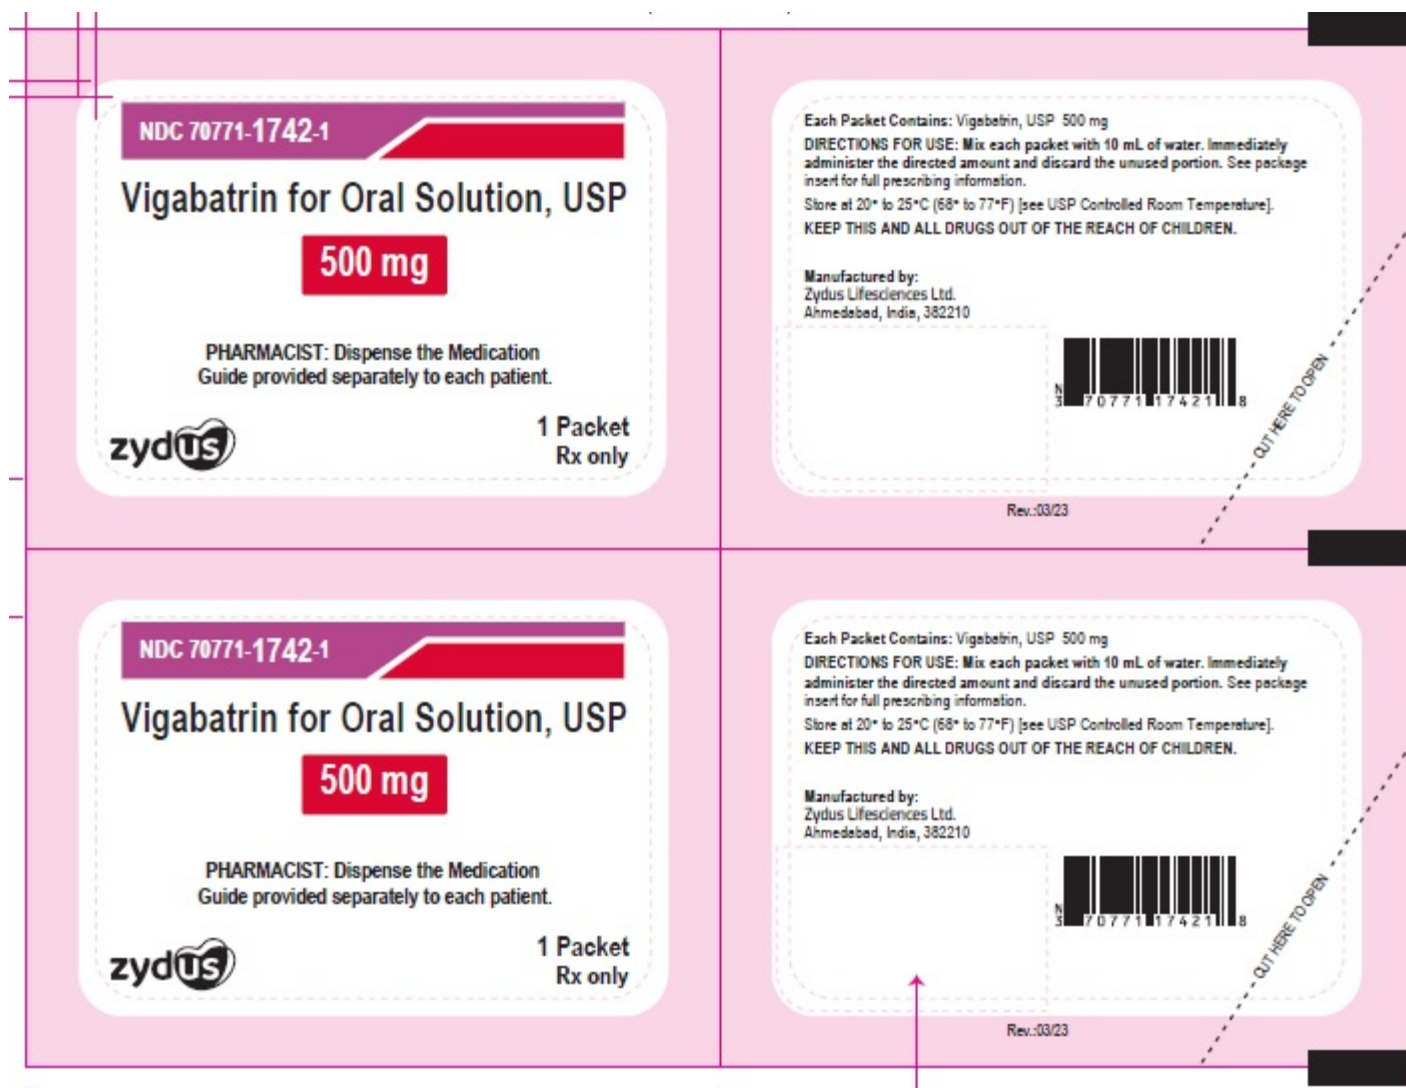 NDC 70771-1742-1
Vigabatrin for Oral Solution, USP
500 mg
PHARMACIST: Dispense the Medication
Guide provided separately to each patient.
zydus
1 Packet
Rx only
Each Packet Contains: Vigabatrin, USP 500 mg
DIRECTIONS FOR USE: Mix each packet with 10 mL of water. Immediately
administer the directed amount and discard the unused portion. See package
insert for full prescribing information.
Store at 20° to 25°C (68° to 77°F) [see USP Controlled Room Temperature].
KEEP THIS AND ALL DRUGS OUT OF THE REACH OF CHILDREN.
Manufactured by:
Zydus Lifesciences Ltd.
Ahmedabad, India, 382210
N
3 70771 17421 8
CUT HERE TO OPEN
Rev.:03/23
NDC 70771-1742-1
Vigabatrin for Oral Solution, USP
500 mg
PHARMACIST: Dispense the Medication
Guide provided separately to each patient.
zydus
1 Packet
Rx only
Each Packet Contains: Vigabatrin, USP 500 mg
DIRECTIONS FOR USE: Mix each packet with 10 mL of water. Immediately
administer the directed amount and discard the unused portion. See package
insert for full prescribing information.
Store at 20° to 25°C (68° to 77°F) [see USP Controlled Room Temperature].
KEEP THIS AND ALL DRUGS OUT OF THE REACH OF CHILDREN.
Manufactured by:
Zydus Lifesciences Ltd.
Ahmedabad, India, 382210
N
3 70771 17421 8
CUT HERE TO OPEN
Rev.:03/23